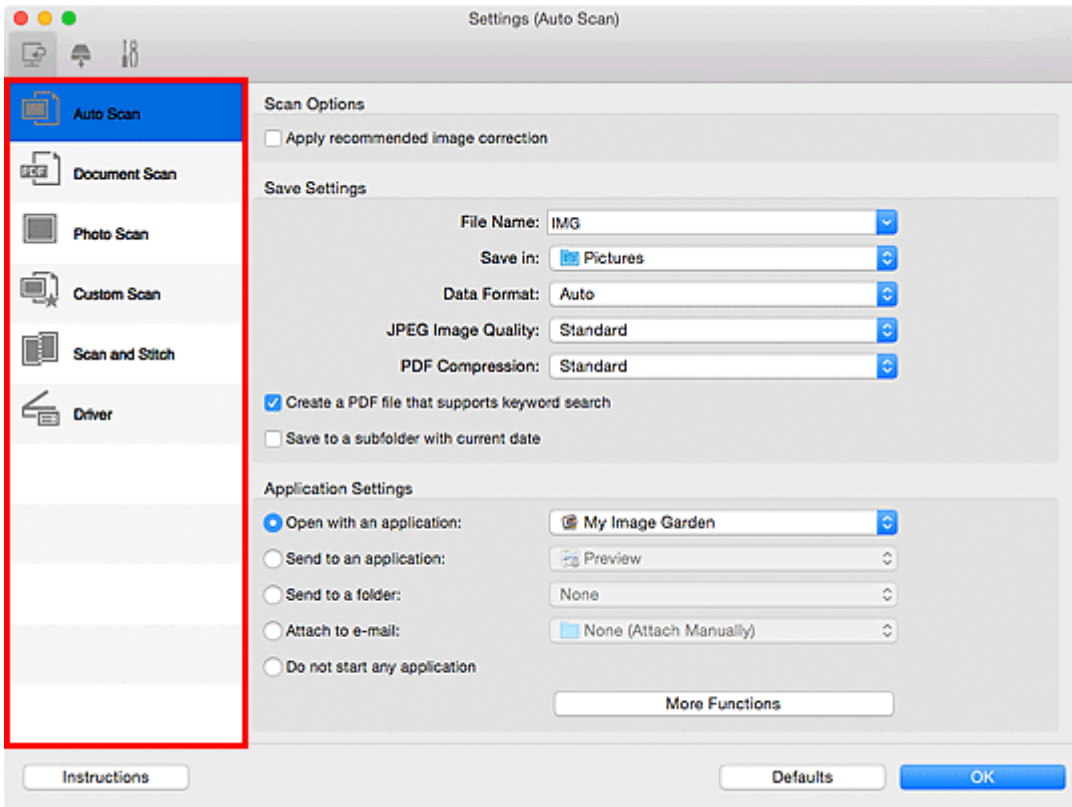 Settings (Auto Scan)
Auto Scan
Document Scan
Photo Scan
Custom Scan
Scan and Stitch
Driver
Scan Options
Apply recommended image correction
Save Settings
File Name: IMG
Save in: Pictures
Data Format: Auto
JPEG Image Quality: Standard
PDF Compression: Standard
Create a PDF file that supports keyword search
Save to a subfolder with current date
Application Settings
Open with an application: My Image Garden
Send to an application: Preview
Send to a folder: None
Attach to e-mail: None (Attach Manually)
Do not start any application
More Functions
Instructions Defaults OK